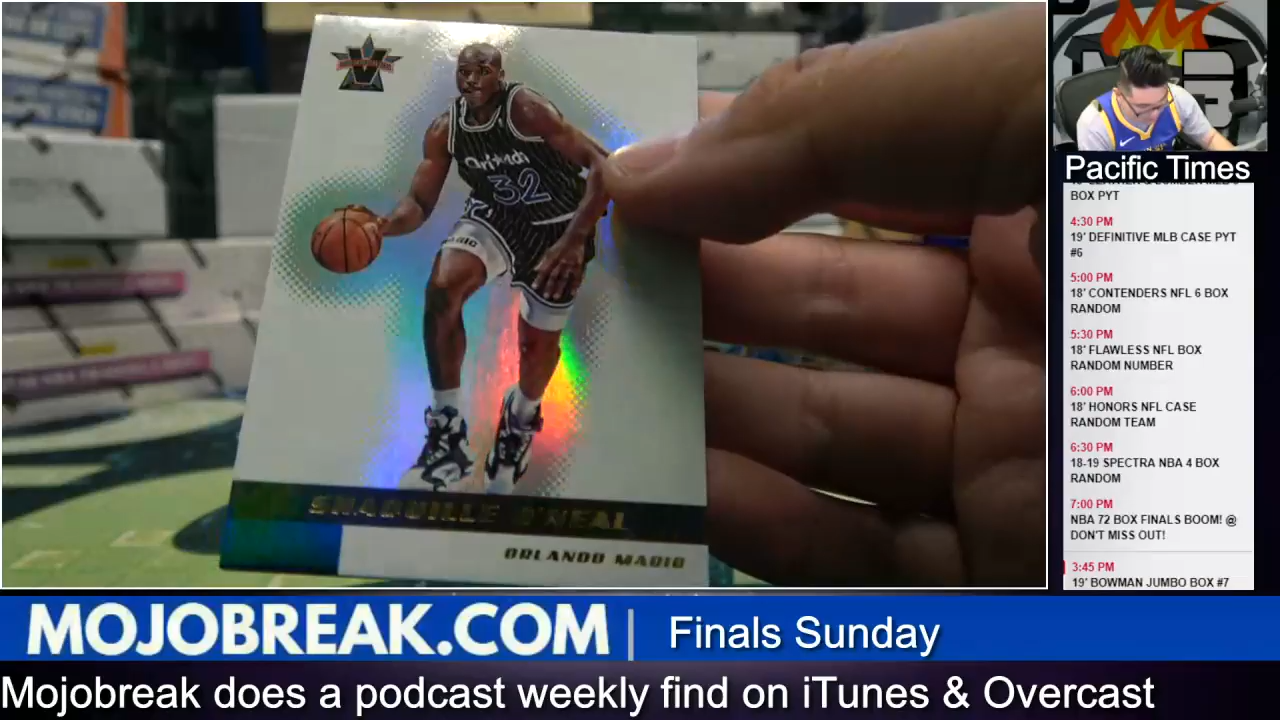 Orlando
32
SHAQUILLE O'NEAL
ORLANDO MAGIC
Pacific Times
BOX PYT
4:30 PM
19' DEFINITIVE MLB CASE PYT
#6
5:00 PM
18' CONTENDERS NFL 6 BOX
RANDOM
5:30 PM
18' FLAWLESS NFL BOX
RANDOM NUMBER
6:00 PM
18' HONORS NFL CASE
RANDOM TEAM
6:30 PM
18-19 SPECTRA NBA 4 BOX
RANDOM
7:00 PM
NBA 72 BOX FINALS BOOM! @
DON'T MISS OUT!
3:45 PM
19' BOWMAN JUMBO BOX #7
MOJOBREAK.COM | Finals Sunday
Mojobreak does a podcast weekly find on iTunes & Overcast